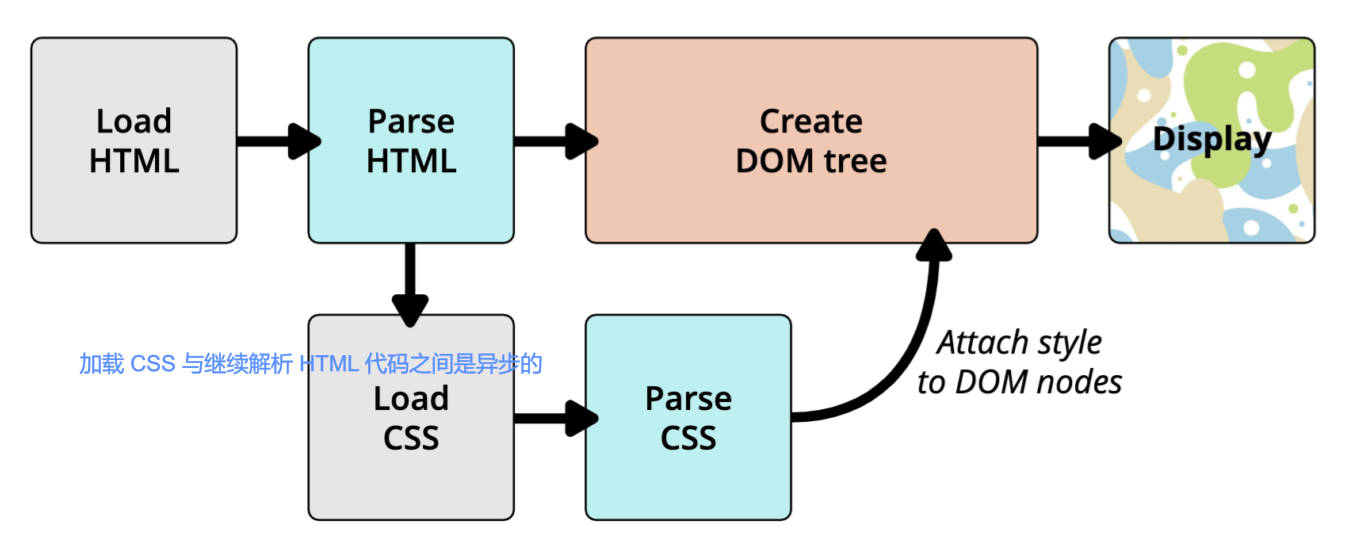 Load
HTML
Parse
HTML
Create
DOM tree
Display
加载 CSS 与继续解析 HTML 代码之间是异步的
Load
CSS
Parse
CSS
Attach style
to DOM nodes